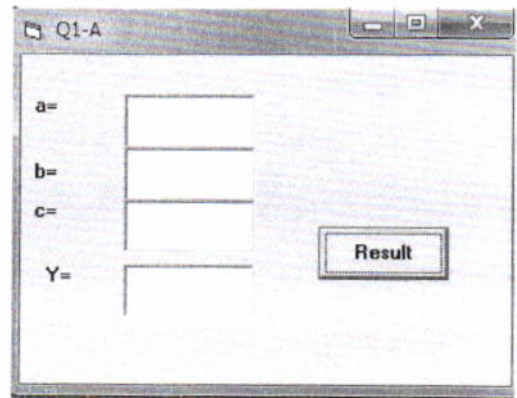 Q1-A
a=
b=
c=
Y=
Result